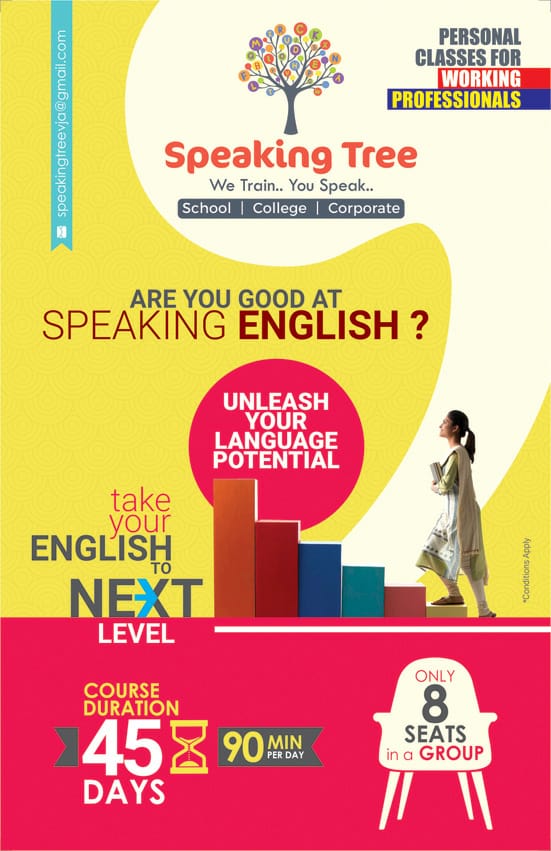 speakingtreevja@gmail.com
PERSONAL
CLASSES FOR
WORKING
PROFESSIONALS
Speaking Tree
We Train.. You Speak..
School | College | Corporate
ARE YOU GOOD AT
SPEAKING ENGLISH ?
UNLEASH
YOUR
LANGUAGE
POTENTIAL
take
your
ENGLISH
TO
NEXT
LEVEL
*Conditions Apply
COURSE
DURATION
45
DAYS
90 MIN
PER DAY
ONLY
8
SEATS
in a GROUP